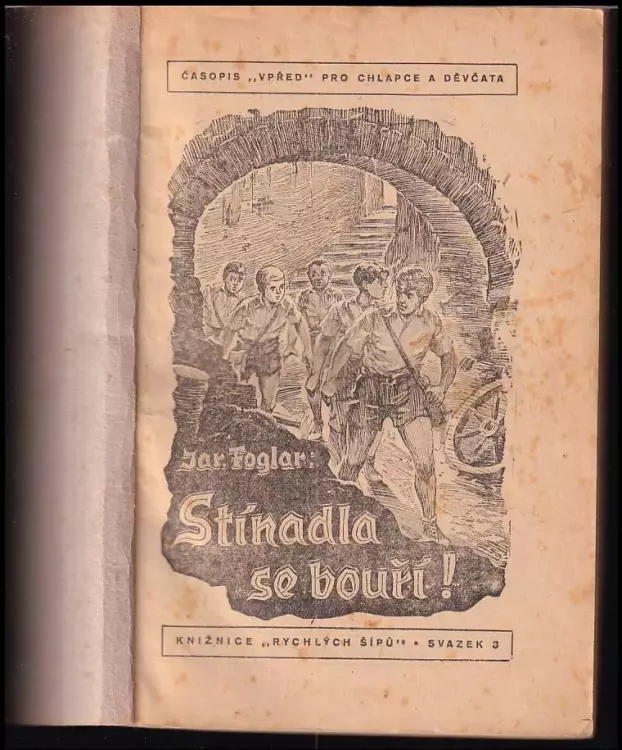 ČASOPIS „VPŘED" PRO CHLAPCE A DĚVČATA
Jar. Foglar:
Stínadla
se bouří!
KNIŽNICE „RYCHLÝCH ŠÍPŮ" • SVAZEK 3